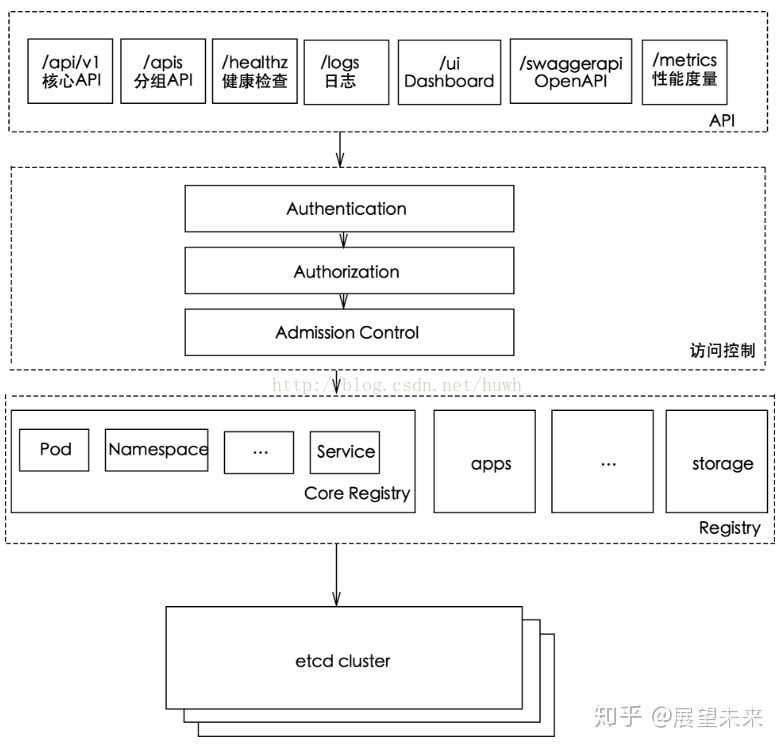 /api/v1
核心API
/apis
分组API
/healthz
健康检查
/logs
日志
/ui
Dashboard
/swaggerapi
OpenAPI
/metrics
性能度量
API
Authentication
Authorization
Admission Control
访问控制
http://blog.csdn.net/huwh_
Pod
Namespace
...
Service
Core Registry
apps
...
storage
Registry
etcd cluster
知乎 @展望未来